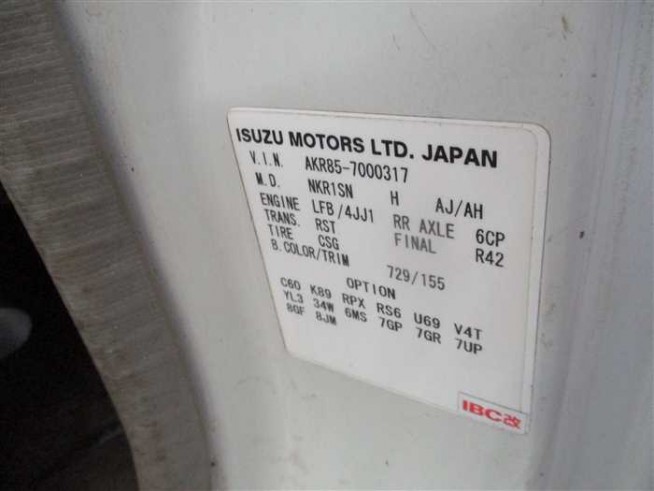 ISUZU MOTORS LTD. JAPAN
V.I.N. AKR85-7000317
M.D. NKR1SN H AJ/AH
ENGINE LFB/4JJ1 RR AXLE 6CP
TRANS. RST FINAL R42
TIRE CSG
B.COLOR/TRIM 729/155
OPTION
C60 K89 RPX RS6 U69 V4T
YL3 34W 6MS 7GP 7GR 7UP
8GF 8JM
IBC改